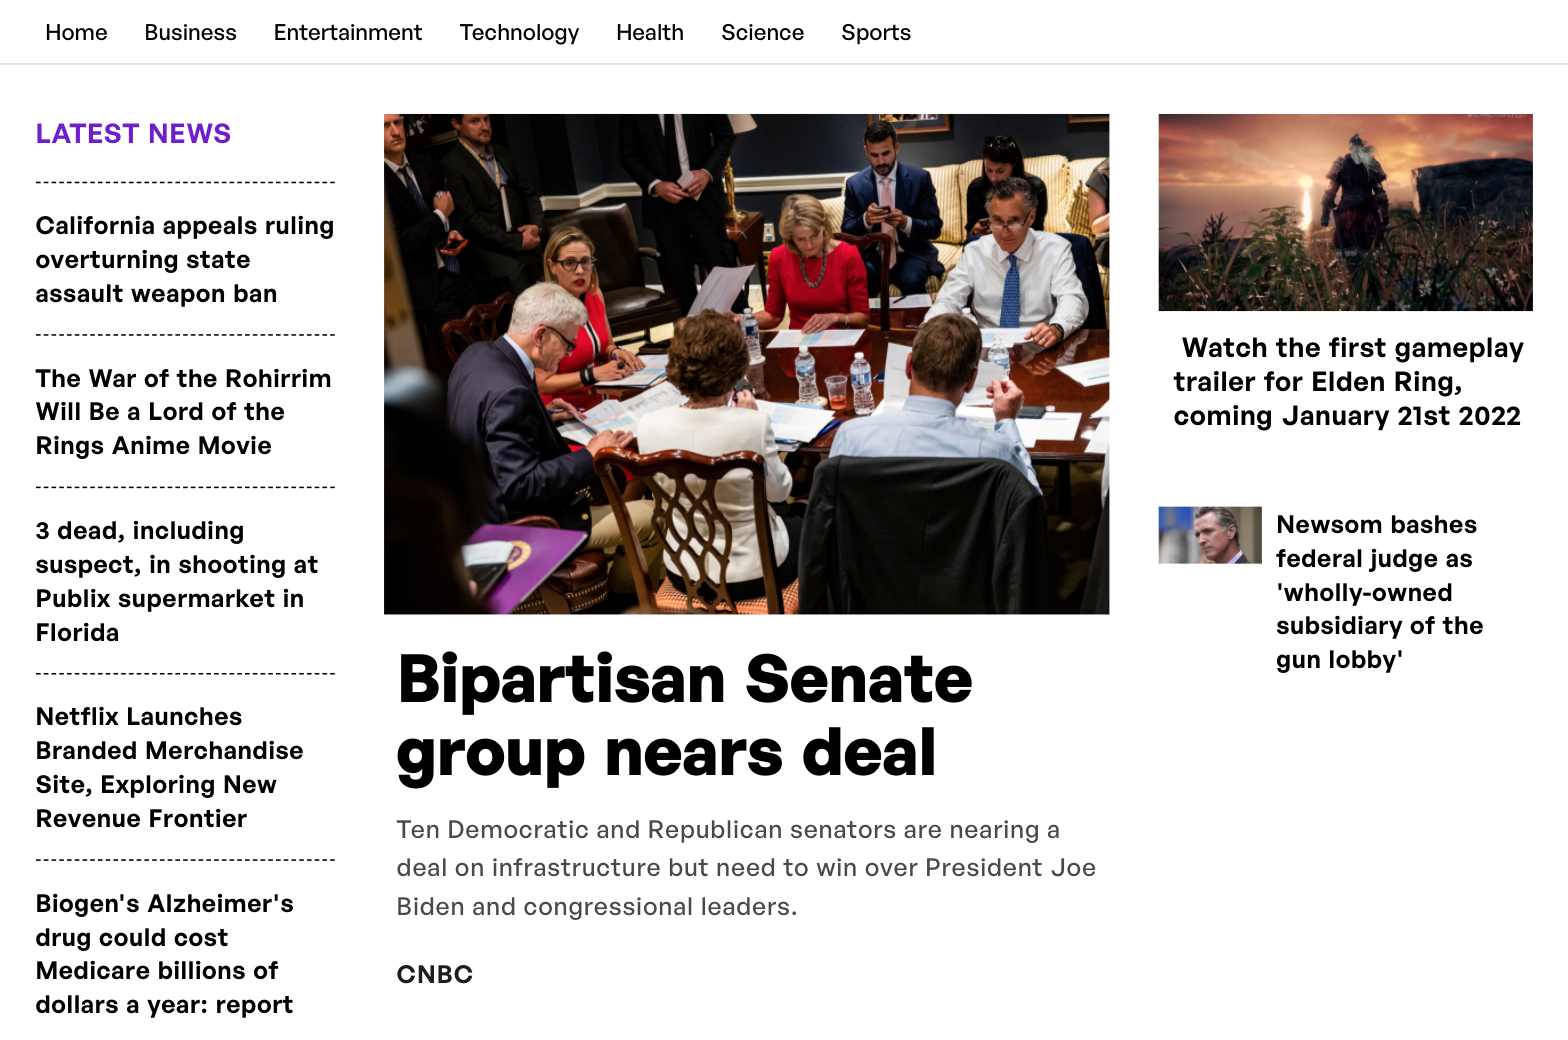 Home Business Entertainment Technology Health Science Sports
LATEST NEWS
California appeals ruling
overturning state
assault weapon ban
The War of the Rohirrim
Will Be a Lord of the
Rings Anime Movie
3 dead, including
suspect, in shooting at
Publix supermarket in
Florida
Netflix Launches
Branded Merchandise
Site, Exploring New
Revenue Frontier
Biogen's Alzheimer's
drug could cost
Medicare billions of
dollars a year: report
Bipartisan Senate
group nears deal
Ten Democratic and Republican senators are nearing a
deal on infrastructure but need to win over President Joe
Biden and congressional leaders.
CNBC
Watch the first gameplay
trailer for Elden Ring,
coming January 21st 2022
Newsom bashes
federal judge as
'wholly-owned
subsidiary of the
gun lobby'